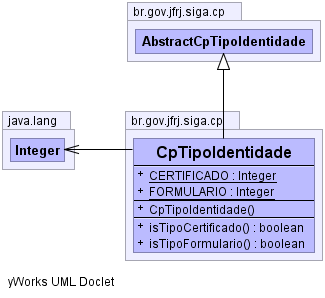 br.gov.jfrj.siga.cp
AbstractCpTipoIdentidade
java.lang
Integer
br.gov.jfrj.siga.cp
CpTipoIdentidade
+ CERTIFICADO : Integer
+ FORMULARIO : Integer
+ CpTipoIdentidade()
+ isTipoCertificado() : boolean
+ isTipoFormulario() : boolean
yWorks UML Doclet